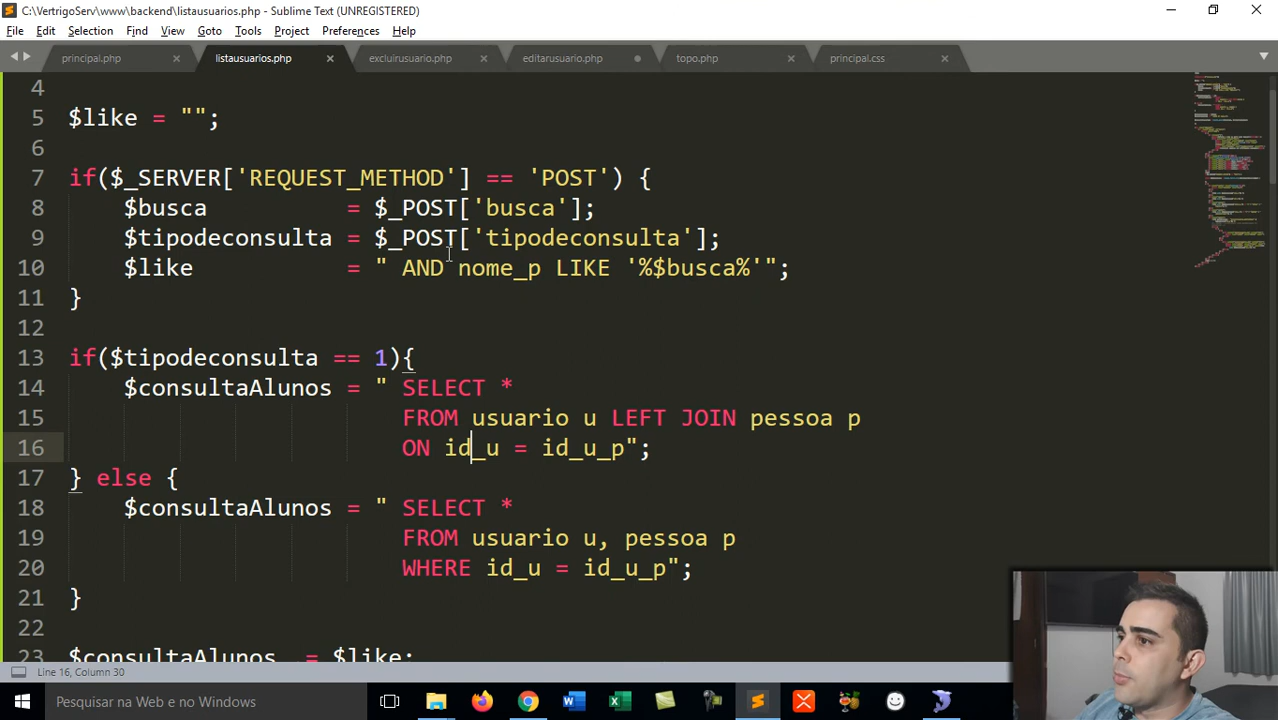 C:\VertrigoServ\www\backend\listausuarios.php - Sublime Text (UNREGISTERED)
File Edit Selection Find View Goto Tools Project Preferences Help
principal.php listausuarios.php excluirusuario.php editarusuario.php topo.php principal.css
4
5 $like = "";
6
7 if($_SERVER['REQUEST_METHOD'] == 'POST') {
8 $busca = $_POST['busca'];
9 $tipodeconsulta = $_POST['tipodeconsulta'];
10 $like = " AND nome_p LIKE '%$busca%'";
11 }
12
13 if($tipodeconsulta == 1){
14 $consultaAlunos = " SELECT *
15 FROM usuario u LEFT JOIN pessoa p
16 ON id_u = id_u_p";
17 } else {
18 $consultaAlunos = " SELECT *
19 FROM usuario u, pessoa p
20 WHERE id_u = id_u_p";
21 }
22
23 $consultaAlunos .= $like;
Line 16, Column 30
Pesquisar na Web e no Windows